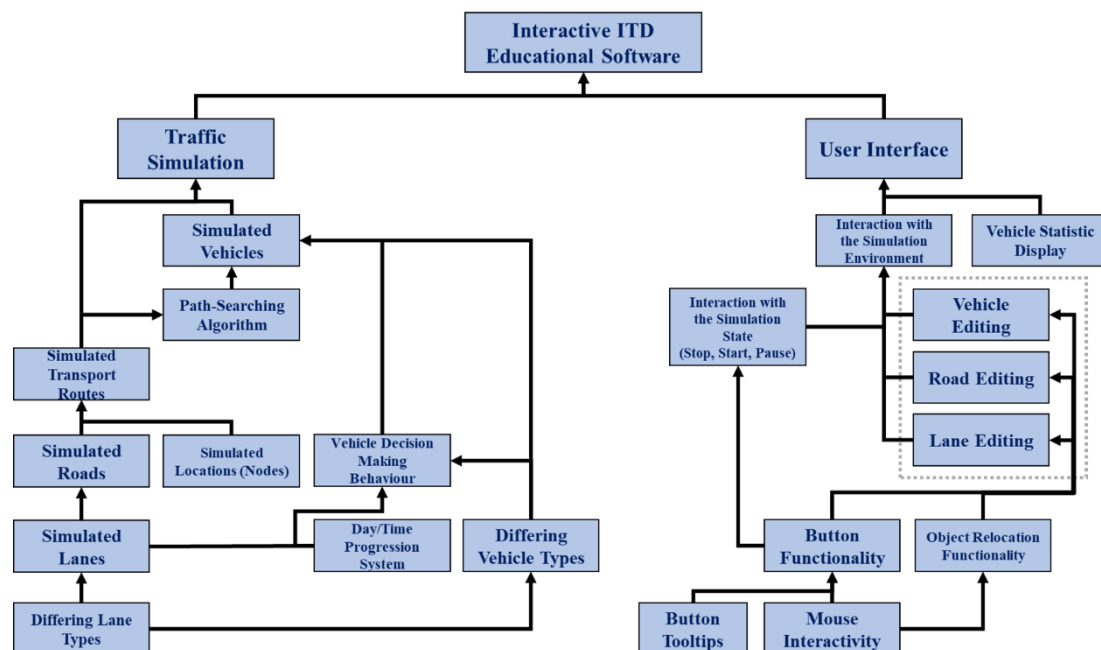 Interactive ITD
Educational Software
Traffic
Simulation
User Interface
Simulated
Vehicles
Interaction with
the Simulation
Environment
Vehicle Statistic
Display
Path-Searching
Algorithm
Interaction with
the Simulation
State
(Stop, Start, Pause)
Vehicle
Editing
Simulated
Transport
Routes
Road Editing
Simulated
Roads
Simulated
Locations (Nodes)
Vehicle Decision
Making
Behaviour
Lane Editing
Simulated
Lanes
Day/Time
Progression
System
Differing
Vehicle Types
Button
Functionality
Object Relocation
Functionality
Differing Lane
Types
Button
Tooltips
Mouse
Interactivity